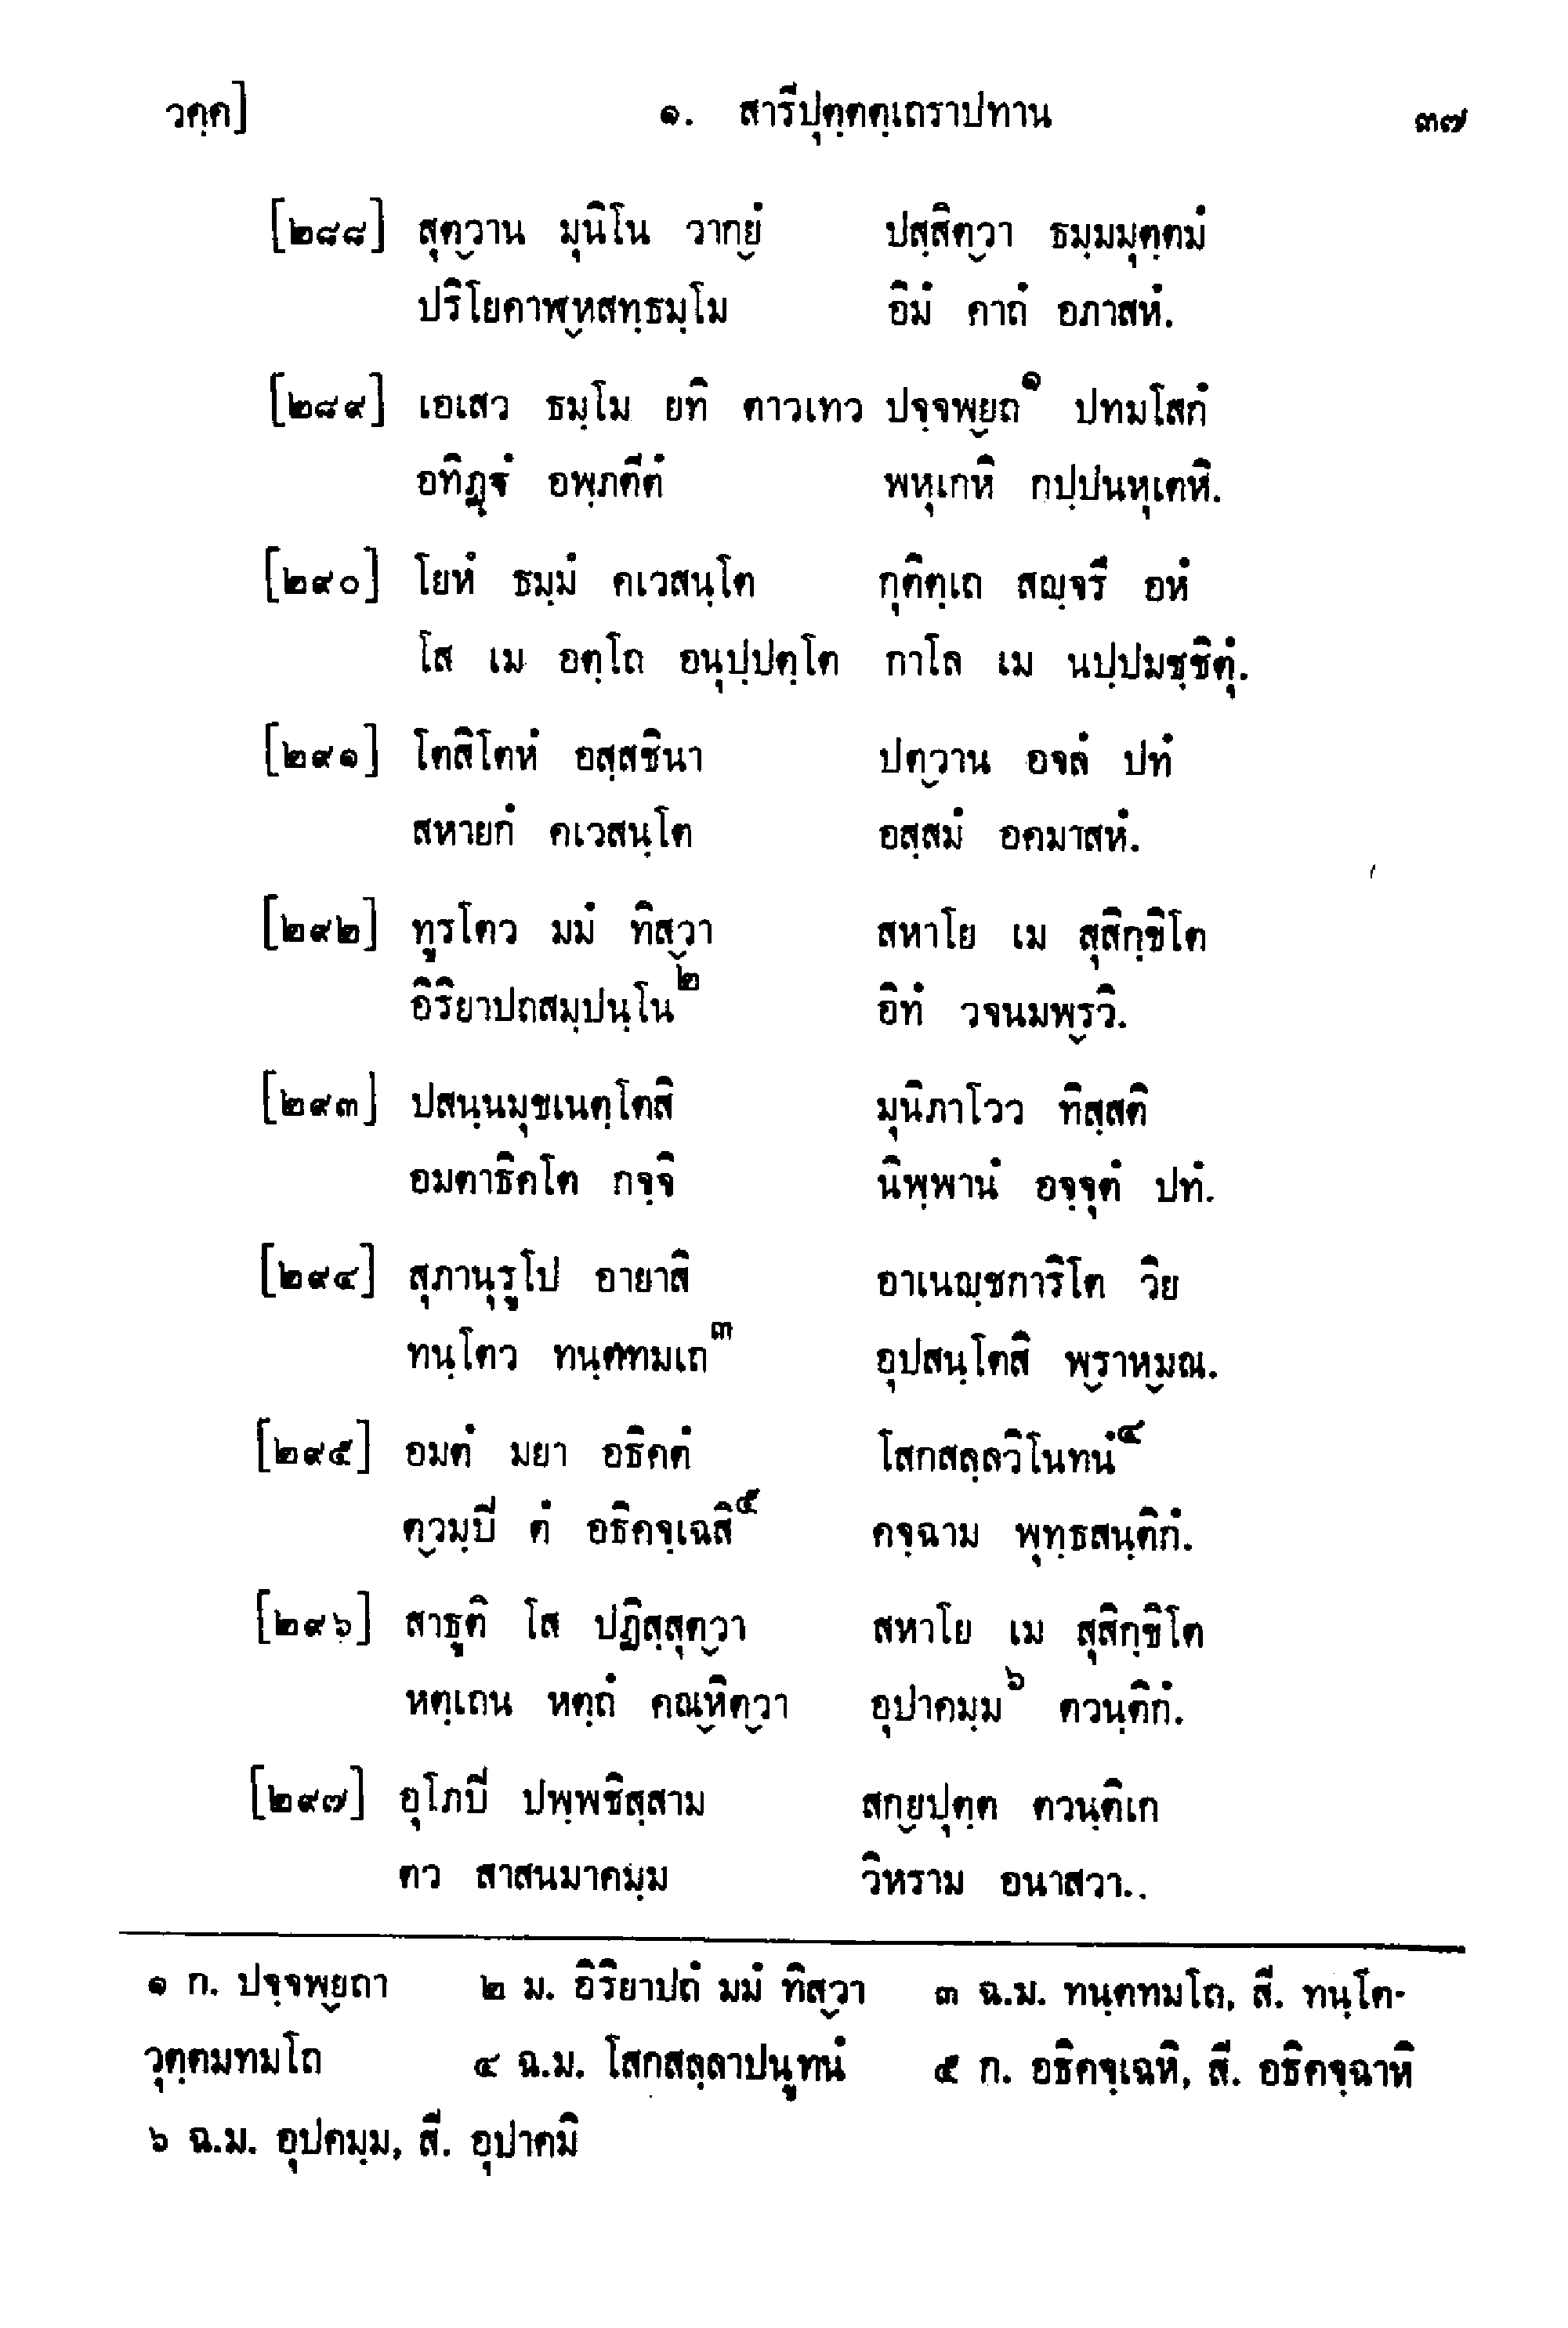 วคฺค] ๑. สารีปุตฺตตฺเถราปทาน ๓๗
[๒๘๘] สุตฺวาน มุนิโน วากฺยํ ปสฺสิตฺวา ธมฺมมุตฺตมํ
ปริโยคาฬฺหสทฺธมฺโม อิมํ คาถํ อภาสหํ.
[๒๘๙] เอเสว ธมฺโม ยทิ ตาวเทว ปจฺจพฺยถ๑ ปทมโสกํ
อทิฏฺฐํ อพฺภตีตํ พหุเกหิ กปฺปนหุเตหิ.
[๒๙๐] โยหํ ธมฺมํ คเวสนฺโต กุติตฺเถ สญฺจรึ อหํ
โส เม อตฺโถ อนุปฺปตฺโต กาโล เม นปฺปมชฺชิตุํ.
[๒๙๑] โตสิโตหํ อสฺสชินา ปตฺวาน อจลํ ปทํ
สหายกํ คเวสนฺโต อสฺสมํ อคมาสหํ.
[๒๙๒] ทูรโตว มมํ ทิสฺวา สหาโย เม สุสิกฺขิโต
อิริยาปถสมฺปนฺโน๒ อิทํ วจนมพฺรวิ.
[๒๙๓] ปสนฺนมุขเนตฺโตสิ มุนิภาโวว ทิสฺสติ
อมตาธิคโต กจฺจิ นิพฺพานํ อจฺจุตํ ปทํ.
[๒๙๔] สุภานุรูโป อายาสิ อาเนญฺชการิโต วิย
ทนฺโตว ทนฺตทมเถ๓ อุปสนฺโตสิ พฺราหฺมณ.
[๒๙๕] อมตํ มยา อธิคตํ โสกสลฺลวิโนทนํ๔
ตฺวมฺปิ ตํ อธิคจฺเฉสิ๕ คจฺฉาม พุทฺธสนฺติกํ.
[๒๙๖] สาธูติ โส ปฏิสฺสุตฺวา สหาโย เม สุสิกฺขิโต
หตฺเถน หตฺถํ คณฺหิตฺวา อุปาคมฺม๖ ตวนฺติกํ.
[๒๙๗] อุโภปิ ปพฺพชิสฺสาม สกฺยปุตฺต ตวนฺติเก
ตว สาสนมาคมฺม วิหราม อนาสวา..
๑ ก. ปจฺจพฺยถา ๒ ม. อิริยาปถํ มมํ ทิสฺวา ๓ ฉ.ม. ทนฺตทมโถ, สี. ทนฺโต-
วุตฺตมทมโถ ๔ ฉ.ม. โสกสลฺลาปนูทนํ ๕ ก. อธิคจฺเฉหิ, สี. อธิคจฺฉาหิ
๖ ฉ.ม. อุปคมฺม, สี. อุปาคมิ